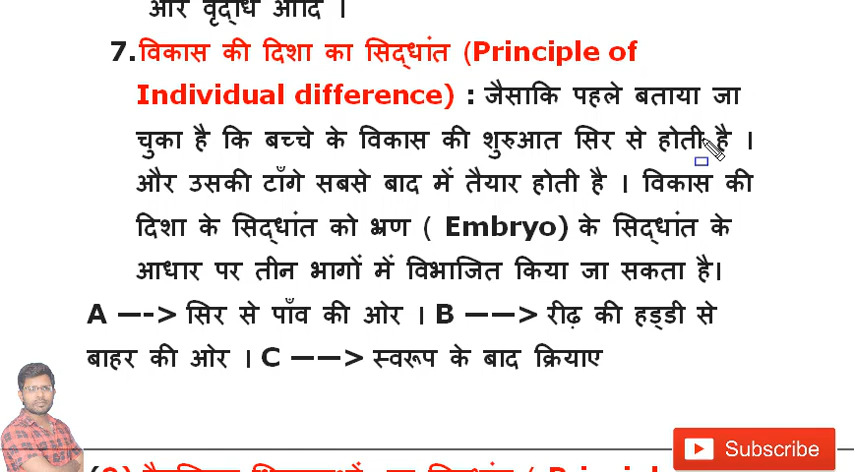 और वृद्धि आदि ।
7.विकास की दिशा का सिद्धांत (Principle of
Individual difference) : जैसाकि पहले बताया जा
चुका है कि बच्चे के विकास की शुरुआत सिर से होती है ।
और उसकी टाँगे सबसे बाद में तैयार होती है । विकास की
दिशा के सिद्धांत को भ्रण ( Embryo) के सिद्धांत के
आधार पर तीन भागों में विभाजित किया जा सकता है।
A —-> सिर से पाँव की ओर । B ——> रीढ़ की हड्डी से
बाहर की ओर । C ——> स्वरूप के बाद क्रियाए
Subscribe